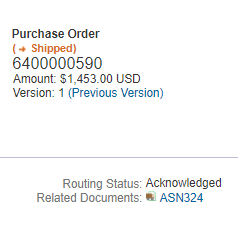 Purchase Order
(→ Shipped)
6400000590
Amount: $1,453.00 USD
Version: 1 (Previous Version)
Routing Status: Acknowledged
Related Documents: ASN324